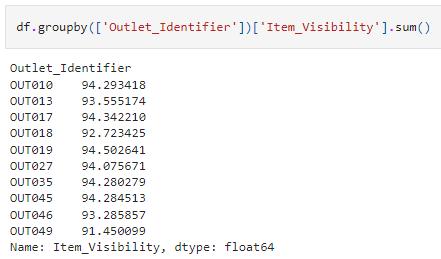 df.groupby(['Outlet_Identifier'])['Item_Visibility'].sum()
Outlet_Identifier
OUT010    94.293418
OUT013    93.555174
OUT017    94.342210
OUT018    92.723425
OUT019    94.502641
OUT027    94.075671
OUT035    94.280279
OUT045    94.284513
OUT046    93.285857
OUT049    91.450099
Name: Item_Visibility, dtype: float64